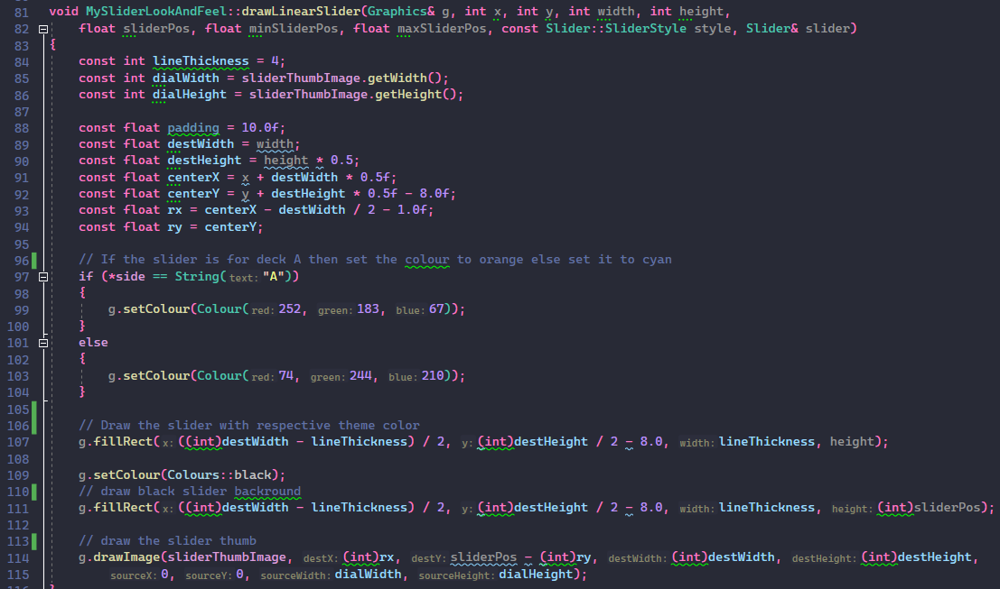 81 void MySliderLookAndFeel::drawLinearSlider(Graphics& g, int x, int y, int width, int height,
82 float sliderPos, float minSliderPos, float maxSliderPos, const Slider::SliderStyle style, Slider& slider)
83 {
84 const int lineThickness = 4;
85 const int dialWidth = sliderThumbImage.getWidth();
86 const int dialHeight = sliderThumbImage.getHeight();
87
88 const float padding = 10.0f;
89 const float destWidth = width;
90 const float destHeight = height * 0.5;
91 const float centerX = x + destWidth * 0.5f;
92 const float centerY = y + destHeight * 0.5f - 8.0f;
93 const float rx = centerX - destWidth / 2 - 1.0f;
94 const float ry = centerY;
95
96 // If the slider is for deck A then set the colour to orange else set it to cyan
97 if (*side == String(text: "A"))
98 {
99 g.setColour(Colour(red: 252, green: 183, blue: 67));
100 }
101 else
102 {
103 g.setColour(Colour(red: 74, green: 244, blue: 210));
104 }
105
106 // Draw the slider with respective theme color
107 g.fillRect(x: ((int)destWidth - lineThickness) / 2, y: (int)destHeight / 2 - 8.0, width: lineThickness, height);
108
109 g.setColour(Colours::black);
110 // draw black slider backround
111 g.fillRect(x: ((int)destWidth - lineThickness) / 2, y: (int)destHeight / 2 - 8.0, width: lineThickness, height: (int)sliderPos);
112
113 // draw the slider thumb
114 g.drawImage(sliderThumbImage, destX: (int)rx, destY: sliderPos - (int)ry, destWidth: (int)destWidth, destHeight: (int)destHeight,
115 sourceX: 0, sourceY: 0, sourceWidth: dialWidth, sourceHeight: dialHeight);